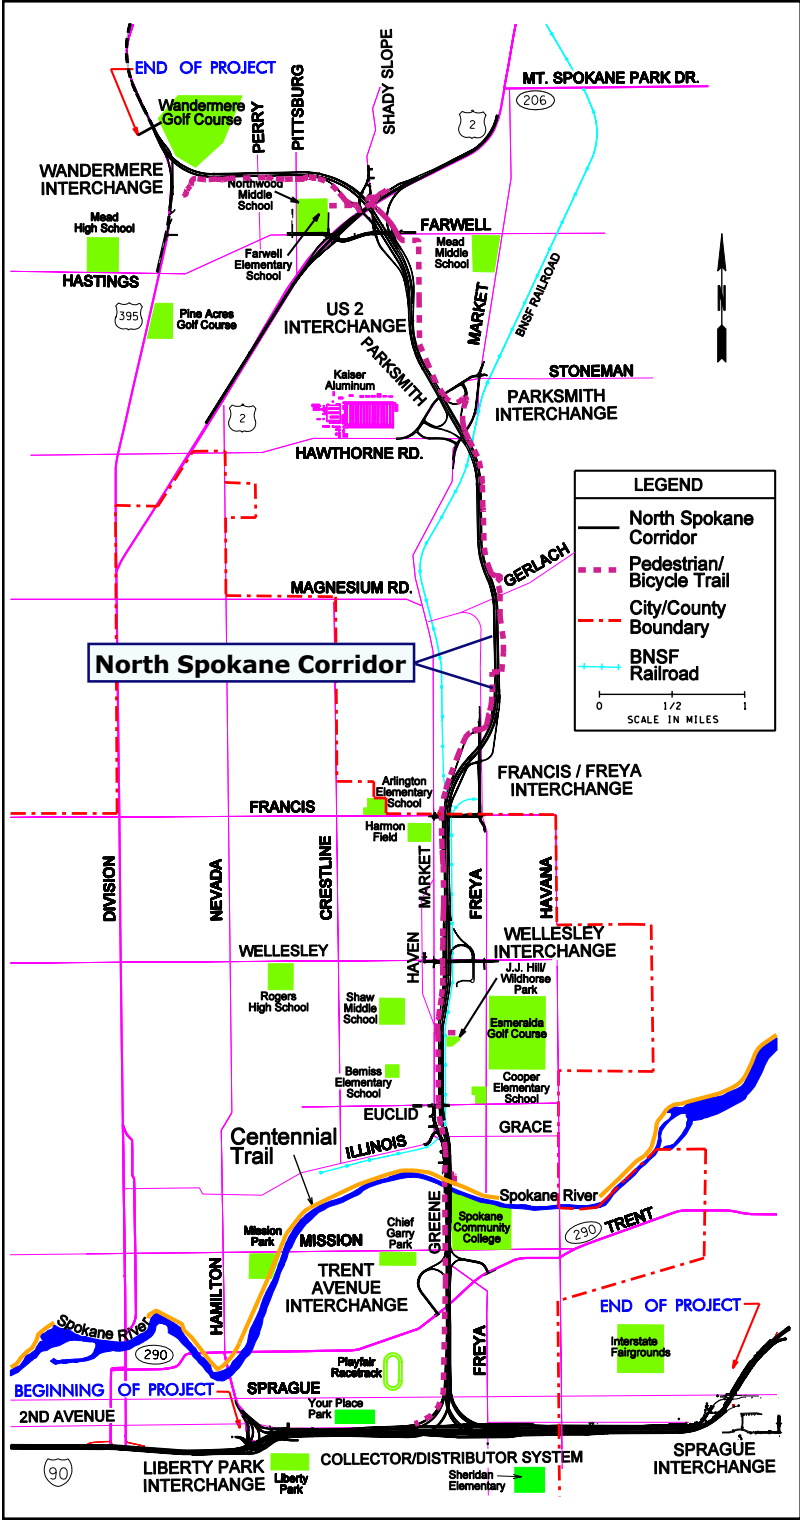 END OF PROJECT
MT. SPOKANE PARK DR.
206
SHADY SLOPE
PITTSBURG
PERRY
2
Wandermere
Golf Course
WANDERMERE
INTERCHANGE
Northwood
Middle
School
Mead
High School
FARWELL
Mead
Middle
School
Farwell
Elementary
School
HASTINGS
BNSF RAILROAD
MARKET
N
395
Pine Acres
Golf Course
US 2
INTERCHANGE
PARKSMITH
STONEMAN
Kaiser
Aluminum
PARKSMITH
INTERCHANGE
2
HAWTHORNE RD.
LEGEND
North Spokane
Corridor
Pedestrian/
Bicycle Trail
City/County
Boundary
BNSF
Railroad
0 1/2 1
SCALE IN MILES
GERLACH
MAGNESIUM RD.
North Spokane Corridor
FRANCIS / FREYA
INTERCHANGE
Arlington
Elementary
School
FRANCIS
Harmon
Field
DIVISION
NEVADA
CRESTLINE
MARKET
FREYA
HAVANA
HAVEN
WELLESLEY
WELLESLEY
INTERCHANGE
J.J. Hill/
Wildhorse
Park
Rogers
High School
Shaw
Middle
School
Esmeralda
Golf Course
Bemiss
Elementary
School
Cooper
Elementary
School
EUCLID
GRACE
Centennial
Trail
ILLINOIS
Spokane River
GREENE
Spokane
Community
College
290
TRENT
Mission
Park
MISSION
Chief
Garry
Park
HAMILTON
TRENT
AVENUE
INTERCHANGE
END OF PROJECT
Spokane River
290
FREYA
Interstate
Fairgrounds
Playfair
Racetrack
BEGINNING OF PROJECT
SPRAGUE
2ND AVENUE
Your Place
Park
90
LIBERTY PARK
INTERCHANGE
Liberty
Park
COLLECTOR/DISTRIBUTOR SYSTEM
Sheridan
Elementary
SPRAGUE
INTERCHANGE